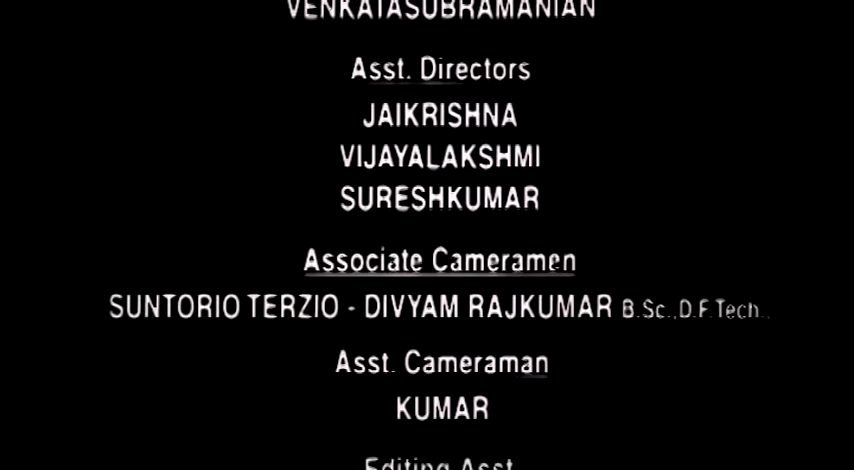 VENKATASUBRAMANIAN
Asst. Directors
JAIKRISHNA
VIJAYALAKSHMI
SURESHKUMAR
Associate Cameramen
SUNTORIO TERZIO - DIVYAM RAJKUMAR B.Sc.,D.F.Tech.,
Asst. Cameraman
KUMAR
Editing Asst.